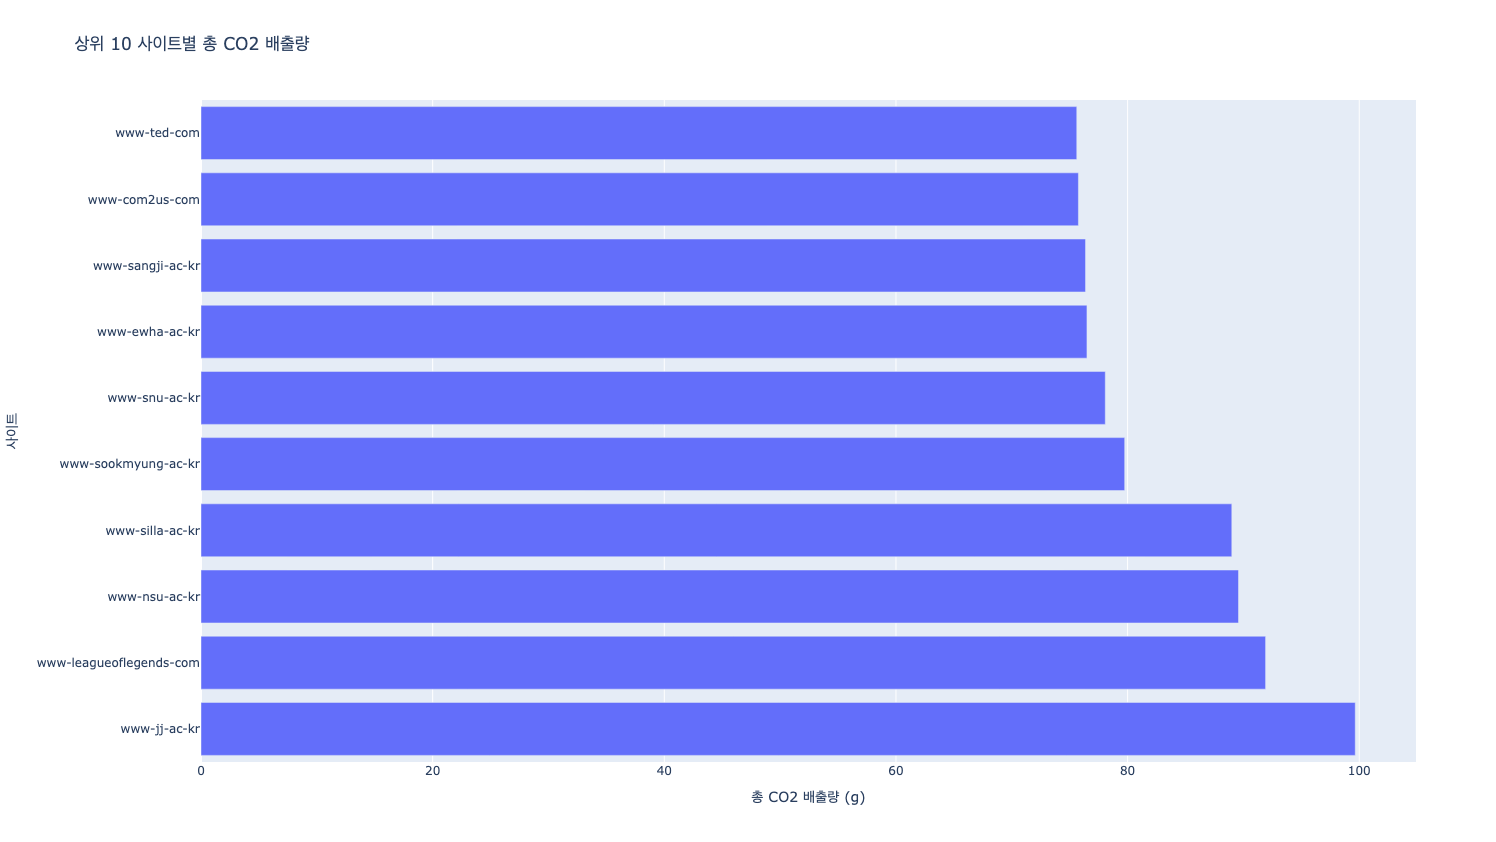 상위 10 사이트별 총 CO2 배출량
www-ted-com
www-com2us-com
www-sangji-ac-kr
www-ewha-ac-kr
www-snu-ac-kr
사이트
www-sookmyung-ac-kr
www-silla-ac-kr
www-nsu-ac-kr
www-leagueoflegends-com
www-jj-ac-kr
0 20 40 60 80 100
총 CO2 배출량 (g)